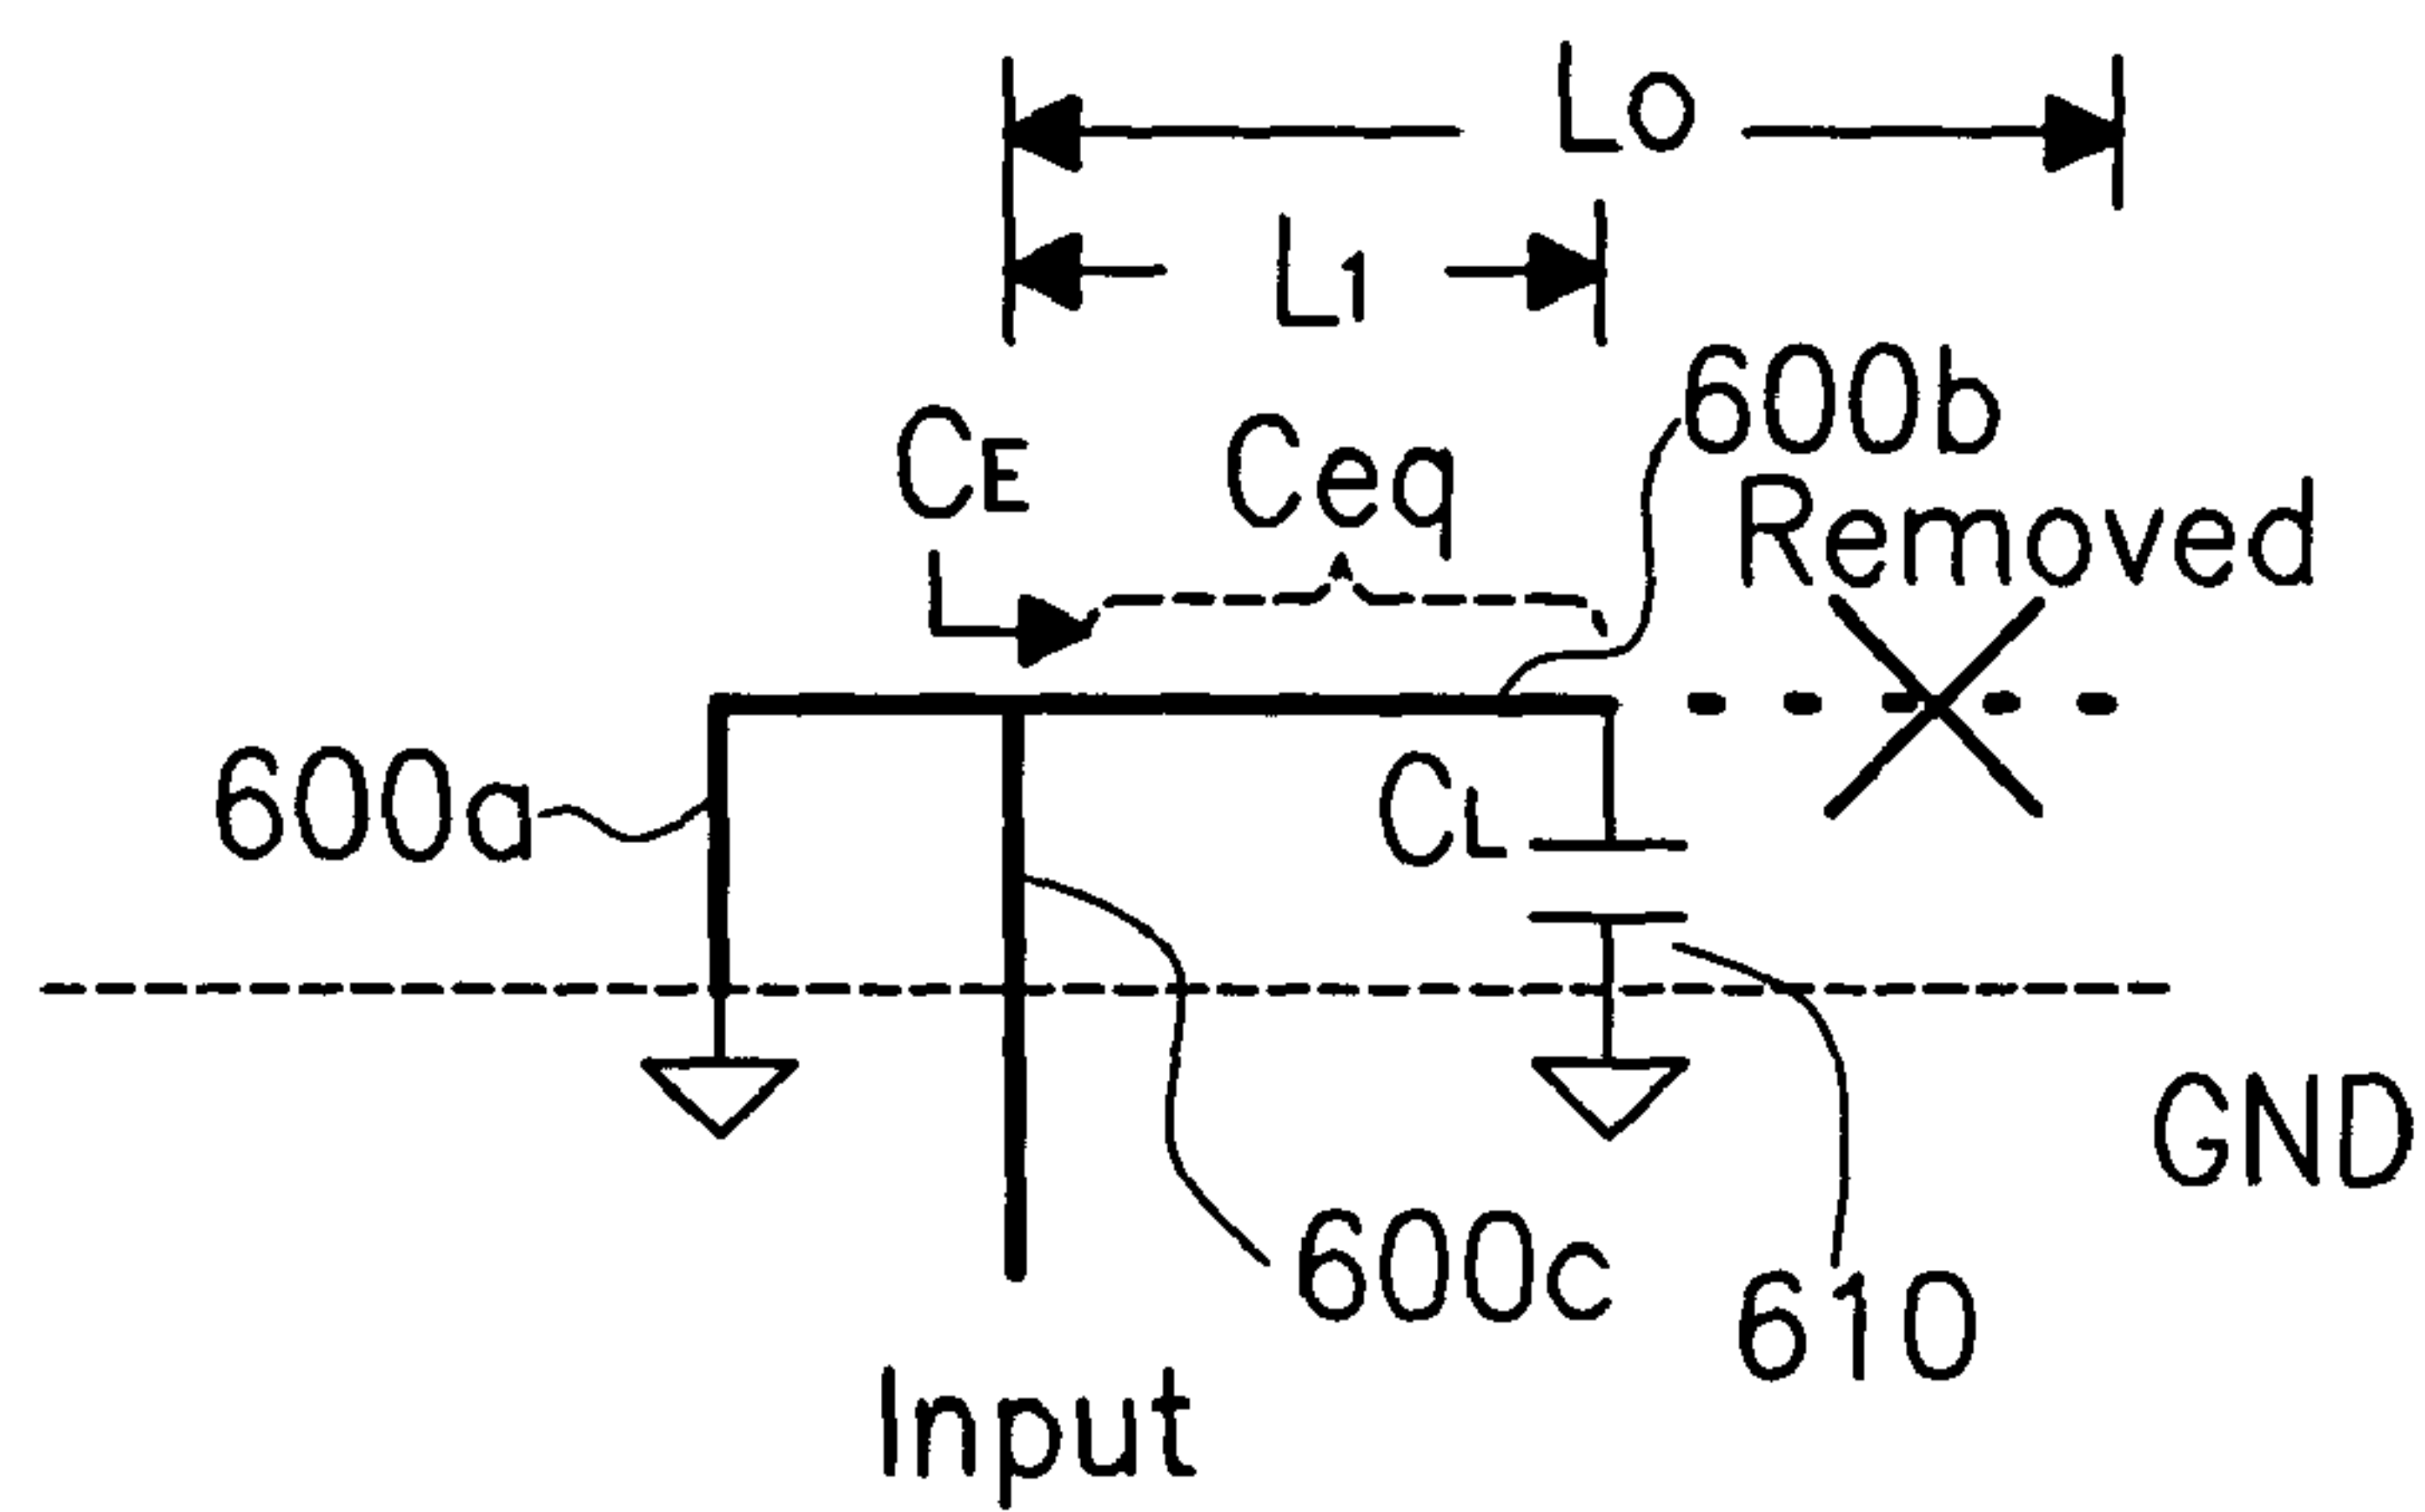 LO
L1
600b
CE
Ceq
Removed
600a
CL
GND
600c
610
Input